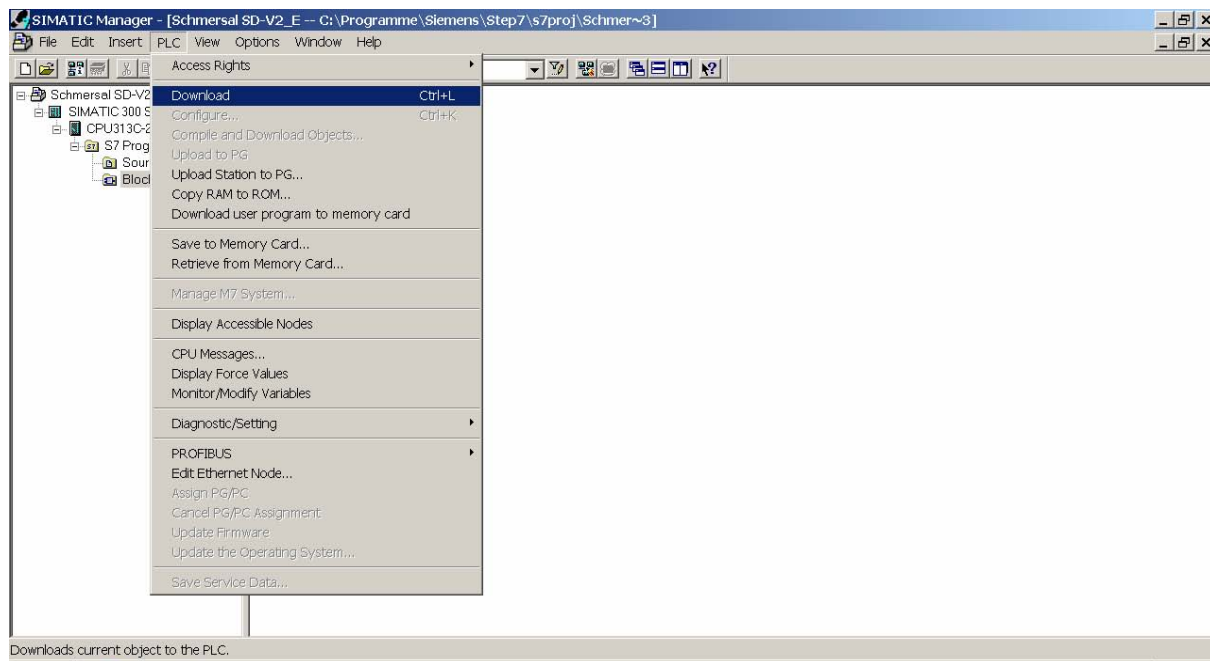 SIMATIC Manager - [Schmersal SD-V2_E -- C:\Programme\Siemens\Step7\s7proj\Schmer~3]
File Edit Insert PLC View Options Window Help
Access Rights
Schmersal SD-V2
Download Ctrl+L
SIMATIC 300 S
Configure... Ctrl+K
CPU313C-2
Compile and Download Objects...
S7 Prog
Upload to PG
Sour
Upload Station to PG...
Bloc
Copy RAM to ROM...
Download user program to memory card
Save to Memory Card...
Retrieve from Memory Card...
Manage M7 System...
Display Accessible Nodes
CPU Messages...
Display Force Values
Monitor/Modify Variables
Diagnostic/Setting
PROFIBUS
Edit Ethernet Node...
Assign PG/PC
Cancel PG/PC Assignment
Update Firmware
Update the Operating System...
Save Service Data...
Downloads current object to the PLC.